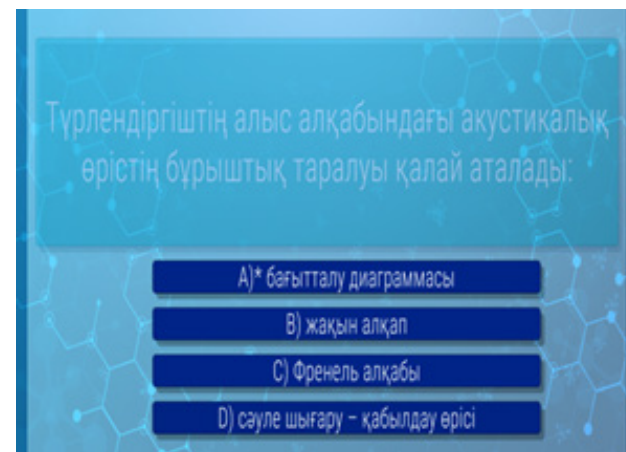 Түрлендіргіштің алыс алқабындағы акустикалық
өрістің бұрыштық таралуы қалай аталады:
A)* бағытталу диаграммасы
B) жақын алқап
C) Френель алқабы
D) сәуле шығару – қабылдау өрісі